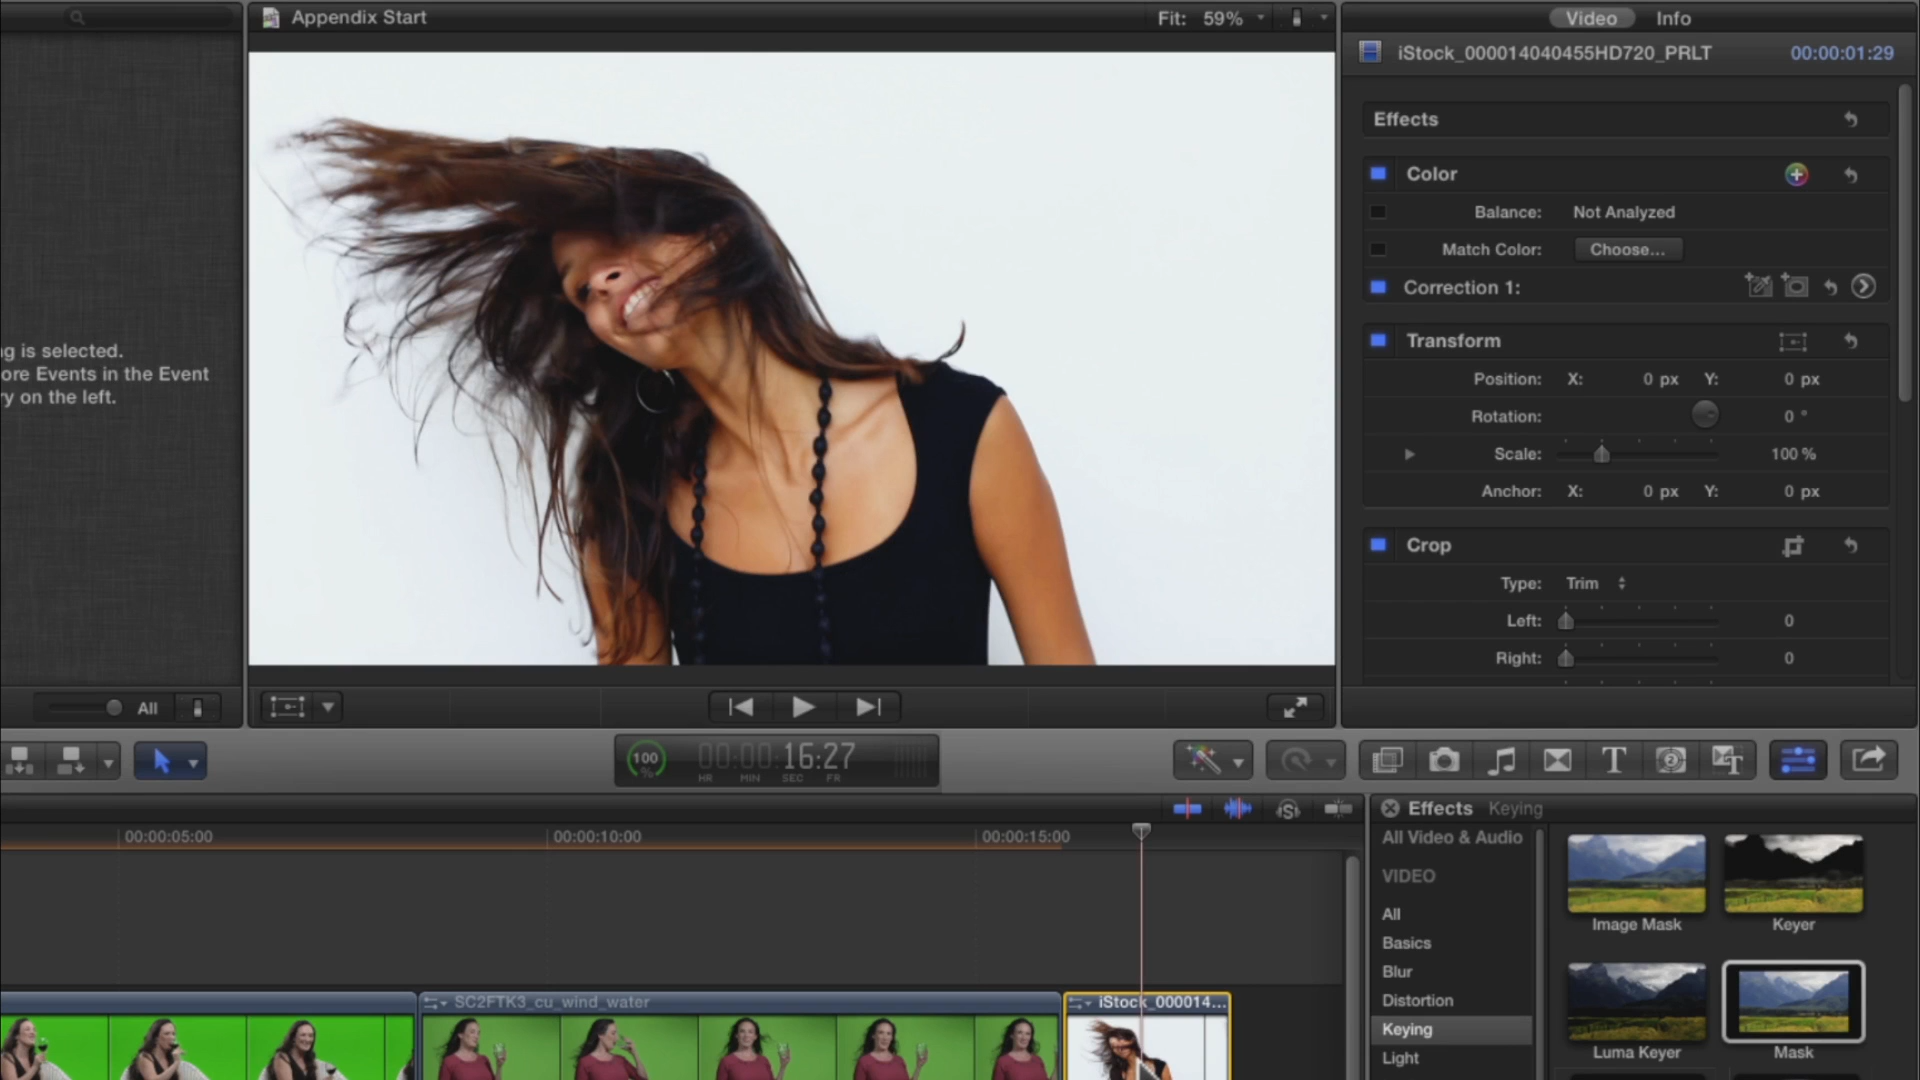 Appendix Start
Fit: 59%
Video
Info
iStock_000014040455HD720_PRLT
00:00:01:29
Effects
Color
Balance: Not Analyzed
Match Color: Choose...
Correction 1:
Transform
Position: X: 0 px Y: 0 px
Rotation: 0 °
Scale: 100 %
Anchor: X: 0 px Y: 0 px
Crop
Type: Trim
Left: 0
Right: 0
g is selected.
ore Events in the Event
y on the left.
All
100 %
00:00:16:27
HR MIN SEC FR
00:00:05:00
00:00:10:00
00:00:15:00
SC2FTK3_cu_wind_water
iStock_000014...
Effects Keying
All Video & Audio
VIDEO
All
Basics
Blur
Distortion
Keying
Light
Image Mask
Keyer
Luma Keyer
Mask